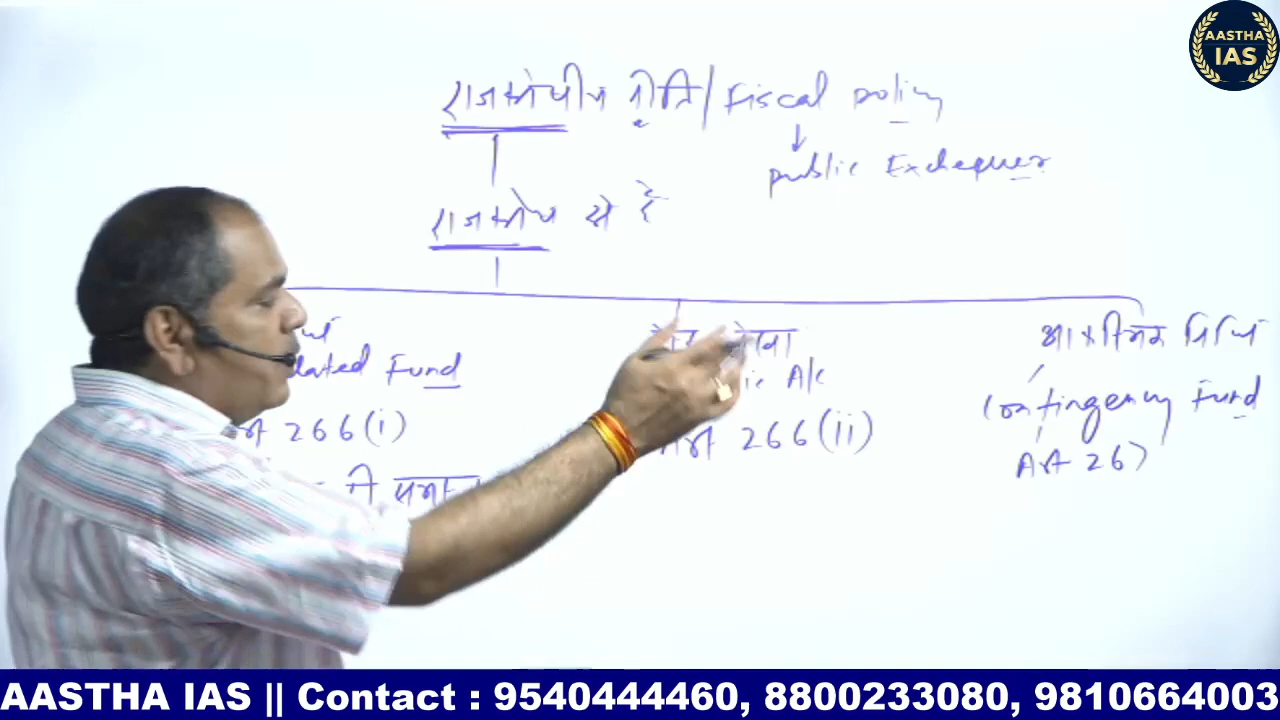 AASTHA
IAS
राजकोषीय नीति/Fiscal policy
public Exchequer
राजकोष से है
आकस्मिक निधि
Fund
A/c
Contingency Fund
266(i)
Art 266(ii)
Art 267
AASTHA IAS || Contact : 9540444460, 8800233080, 9810664003